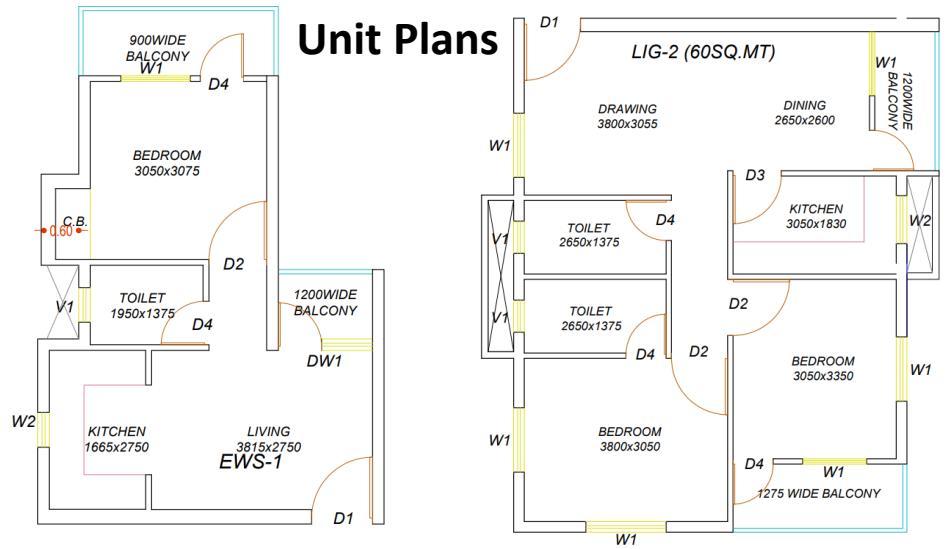 Unit Plans
900WIDE
BALCONY
W1
D4
BEDROOM
3050x3075
C.B.
0.60
D2
V1
TOILET
1950x1375
D4
1200WIDE
BALCONY
DW1
W2
KITCHEN
1665x2750
LIVING
3815x2750
EWS-1
D1
D1
LIG-2 (60SQ.MT)
W1
1200WIDE
BALCONY
DRAWING
3800x3055
DINING
2650x2600
W1
D3
KITCHEN
3050x1830
W2
D4
TOILET
2650x1375
V1
TOILET
2650x1375
V1
D4
D2
D2
BEDROOM
3050x3350
W1
W1
BEDROOM
3800x3050
D4
W1
1275 WIDE BALCONY
W1